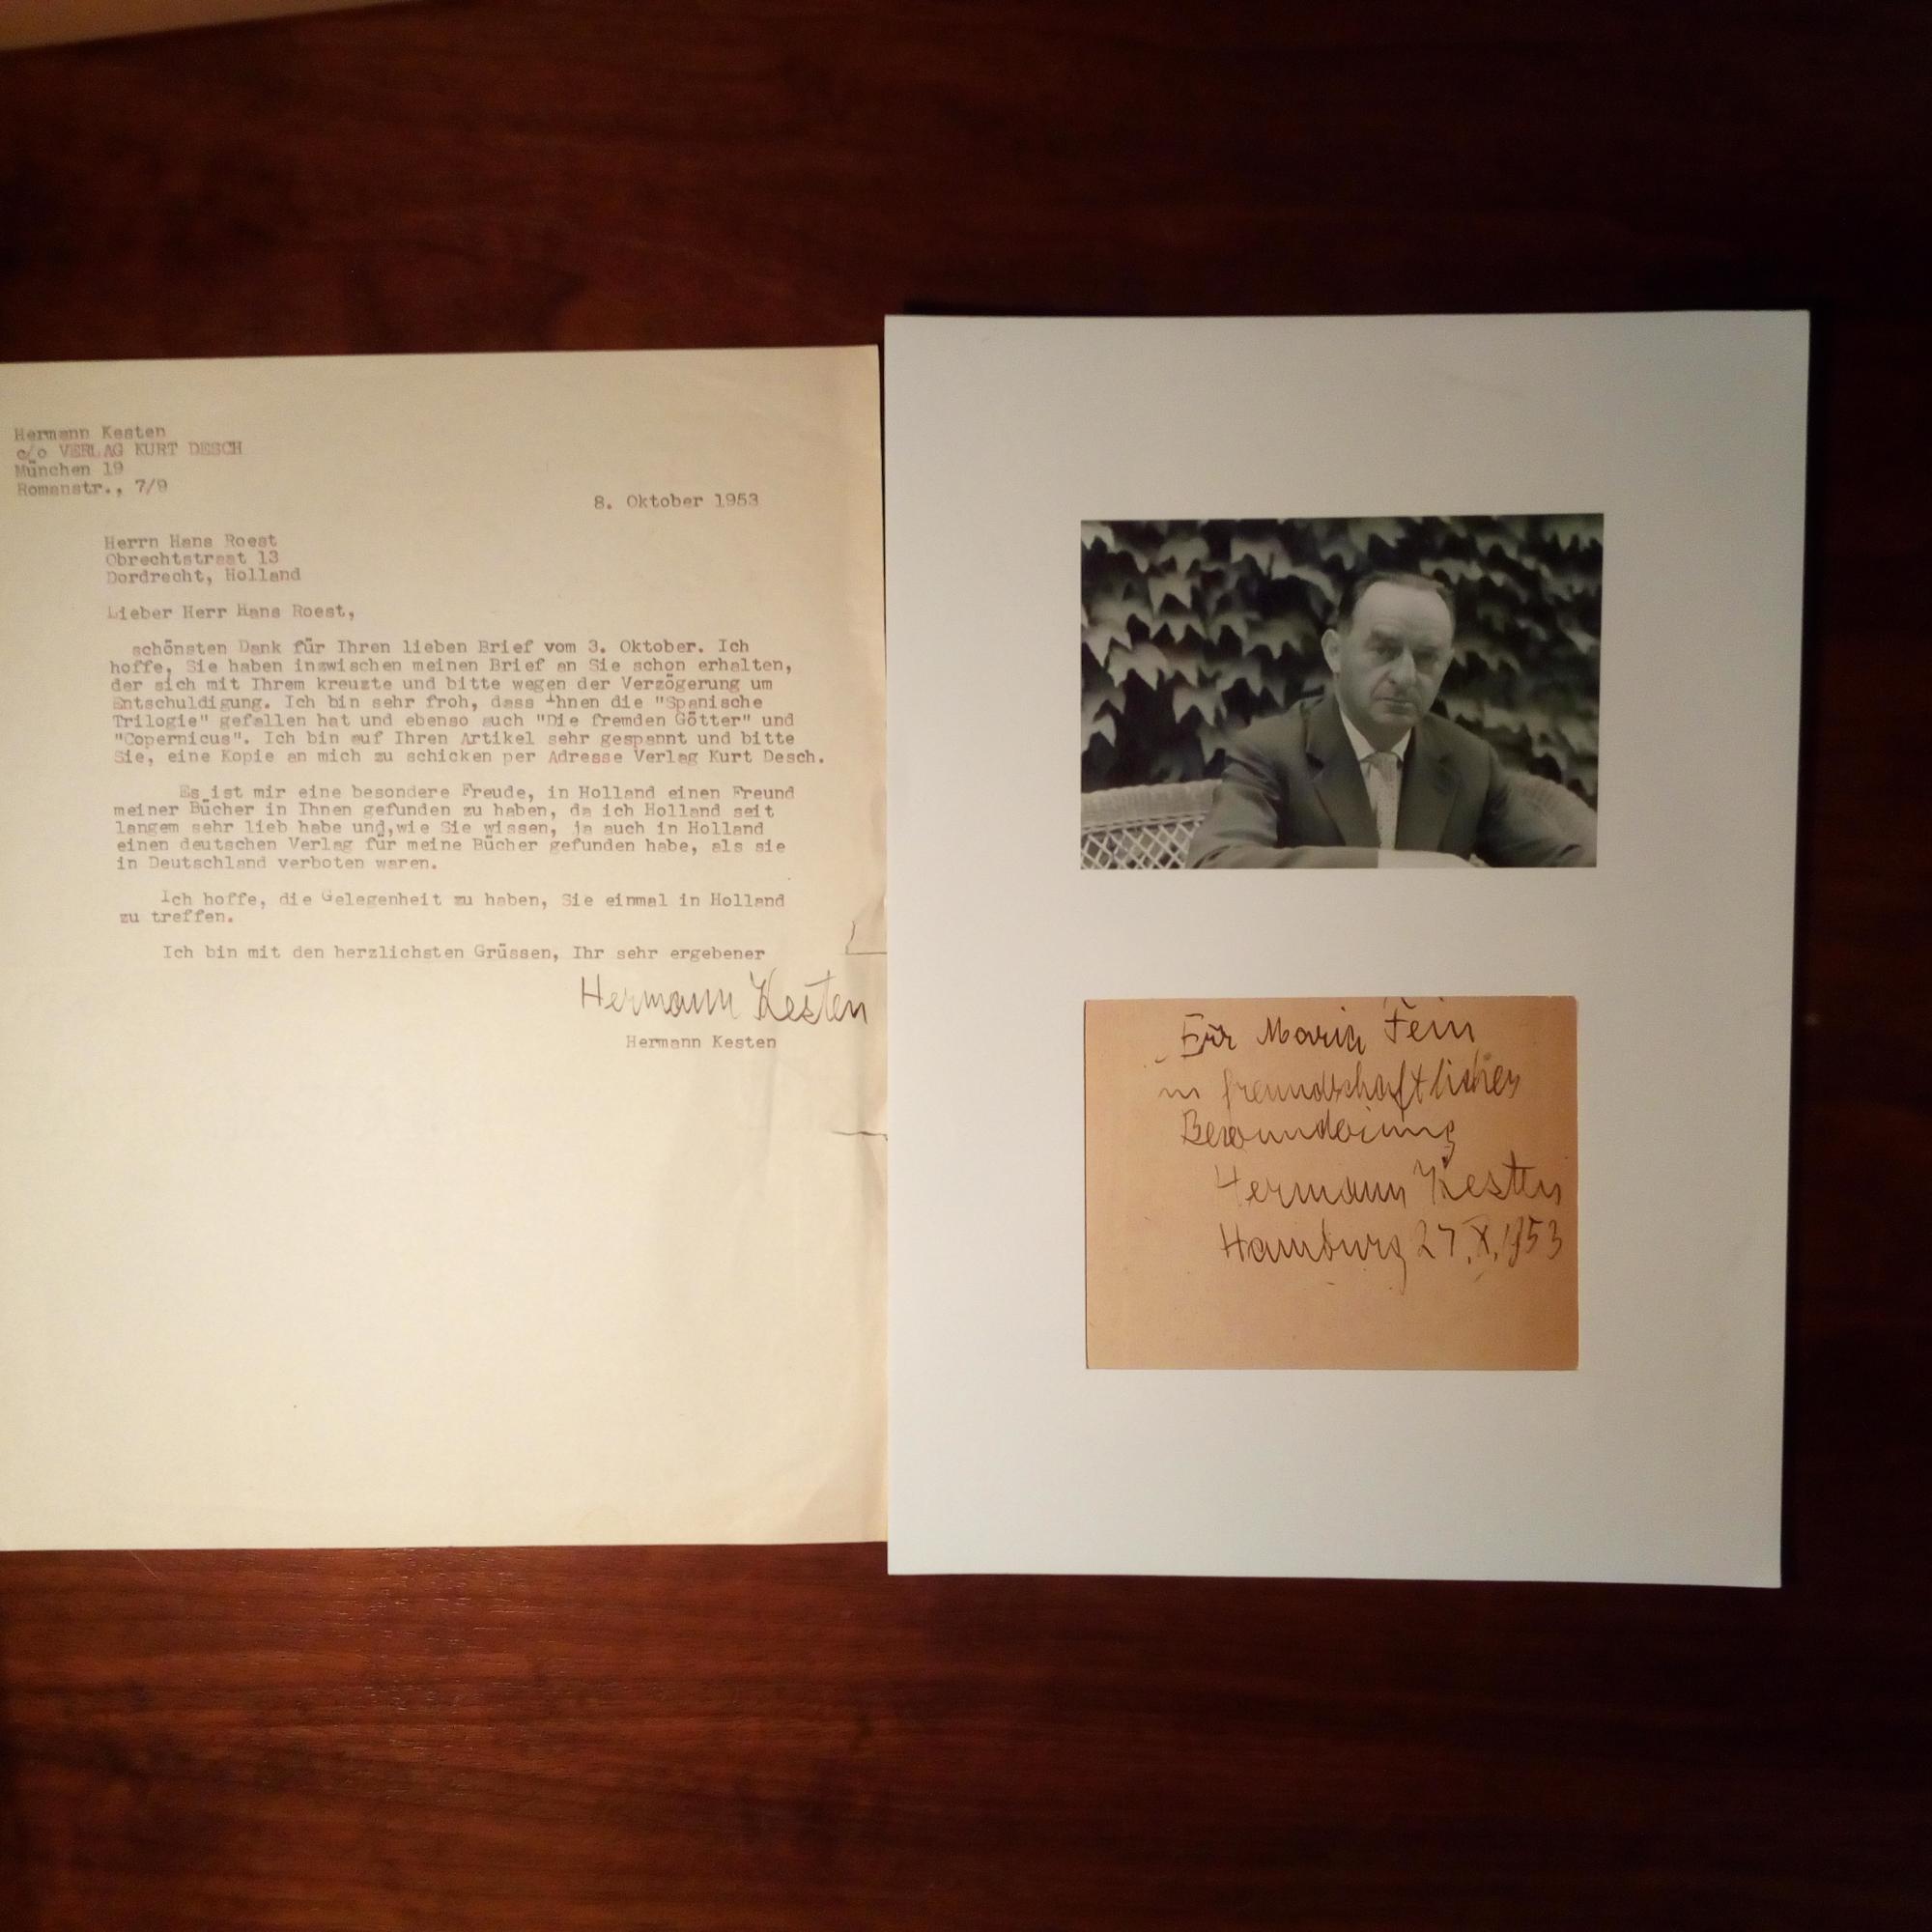 Hermann Kesten
c/o VERLAG KURT DESCH
München 19
Romanstr., 7/9
8. Oktober 1953
Herrn Hans Roest
Obrechtstraat 13
Dordrecht, Holland
Lieber Herr Hans Roest,
schönsten Dank für Ihren lieben Brief vom 3. Oktober. Ich
hoffe, Sie haben inzwischen meinen Brief an Sie schon erhalten,
der sich mit Ihrem kreuzte und bitte wegen der Verzögerung um
Entschuldigung. Ich bin sehr froh, dass Ihnen die "Spanische
Trilogie" gefallen hat und ebenso auch "Die fremden Götter" und
"Copernicus". Ich bin auf Ihren Artikel sehr gespannt und bitte
Sie, eine Kopie an mich zu schicken per Adresse Verlag Kurt Desch.
Es ist mir eine besondere Freude, in Holland einen Freund
meiner Bücher in Ihnen gefunden zu haben, da ich Holland seit
langem sehr lieb habe und,wie Sie wissen, ja auch in Holland
einen deutschen Verlag für meine Bücher gefunden habe, als sie
in Deutschland verboten waren.
Ich hoffe, die Gelegenheit zu haben, Sie einmal in Holland
zu treffen.
Ich bin mit den herzlichsten Grüssen, Ihr sehr ergebener
Hermann Kesten
Hermann Kesten
Für Maria Fein
in freundschaftlicher
Bewunderung
Hermann Kesten
Hamburg 27.X.1953